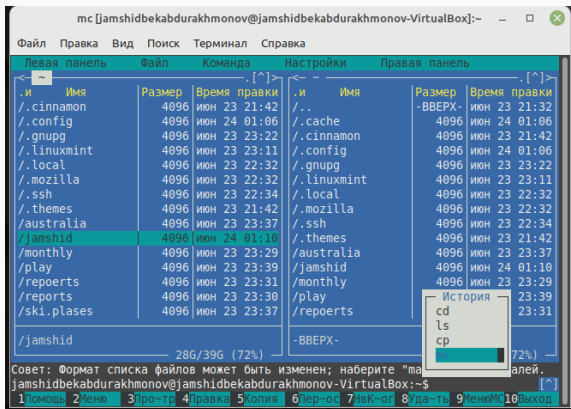 mc [jamshidbekabdurakhmonov@jamshidbekabdurakhmonov-VirtualBox]:~
Файл Правка Вид Поиск Терминал Справка
Левая панель Файл Команда Настройки Правая панель
<- ~ .[^]> <- ~ .[^]>
.и Имя Размер Время правки .и Имя Размер Время правки
/.cinnamon 4096 июн 23 21:42 /.. -ВВЕРХ- июн 23 21:32
/.config 4096 июн 24 01:06 /.cache 4096 июн 24 01:06
/.gnupg 4096 июн 23 23:22 /.cinnamon 4096 июн 23 21:42
/.linuxmint 4096 июн 23 23:11 /.config 4096 июн 24 01:06
/.local 4096 июн 23 22:32 /.gnupg 4096 июн 23 23:22
/.mozilla 4096 июн 23 22:32 /.linuxmint 4096 июн 23 23:11
/.ssh 4096 июн 23 22:34 /.local 4096 июн 23 22:32
/.themes 4096 июн 23 21:42 /.mozilla 4096 июн 23 22:32
/australia 4096 июн 23 23:37 /.ssh 4096 июн 23 22:34
/jamshid 4096 июн 24 01:10 /.themes 4096 июн 23 21:42
/monthly 4096 июн 23 23:29 /australia 4096 июн 23 23:37
/play 4096 июн 23 23:39 /jamshid 4096 июн 24 01:10
/repoerts 4096 июн 23 23:31 /monthly 4096 июн 23 23:29
/reports 4096 июн 23 23:30 /play 23:39
/ski.plases 4096 июн 23 23:37 /repoerts 23:31
История
cd
ls
cp
mv
/jamshid -ВВЕРХ-
28G/39G (72%) 72%)
Совет: Формат списка файлов может быть изменен; наберите "ma алей.
jamshidbekabdurakhmonov@jamshidbekabdurakhmonov-VirtualBox:~$ [^]
1Помощь 2Меню 3Про~тр 4Правка 5Копия 6Пер~ос 7НвК~ог 8Уда~ть 9МенюМС 10Выход